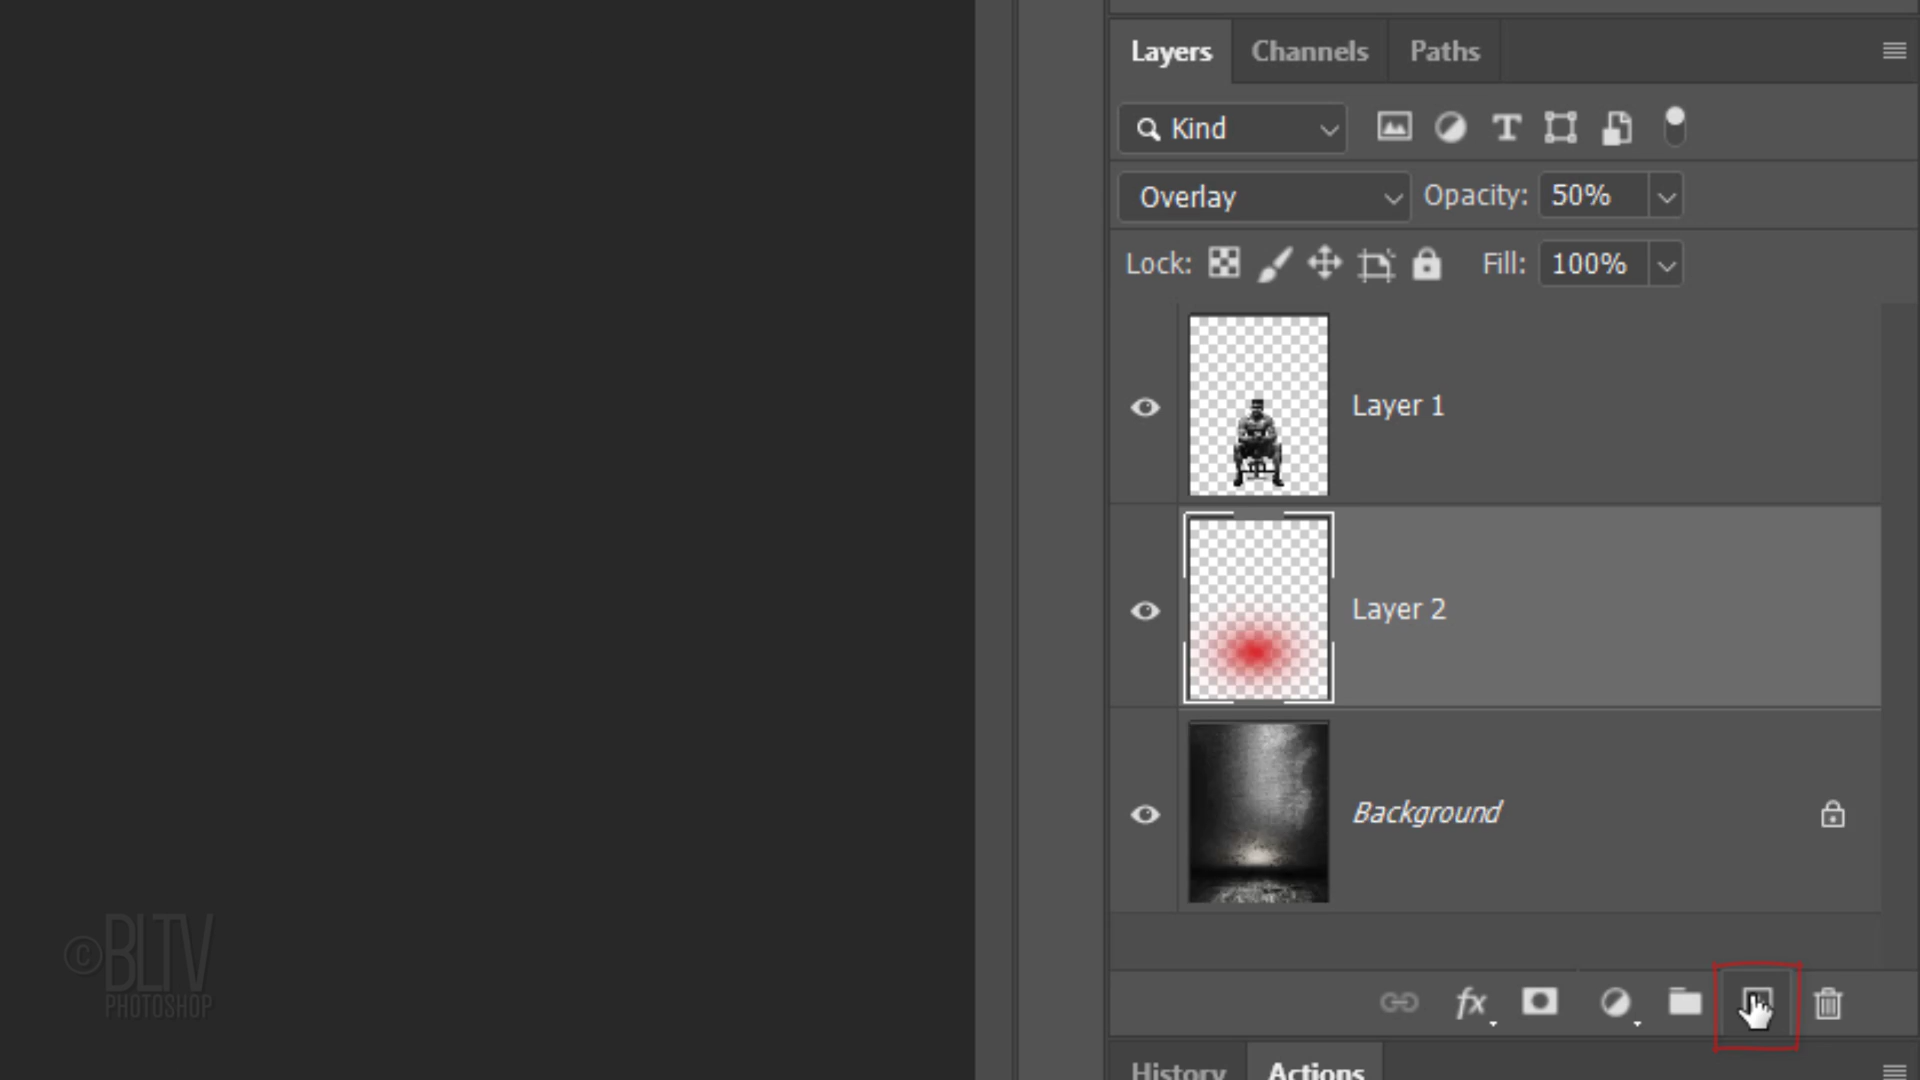 Layers Channels Paths
Kind
T
Overlay Opacity: 50%
Lock: Fill: 100%
Layer 1
Layer 2
Background
fx
©BLTV
PHOTOSHOP
History Actions